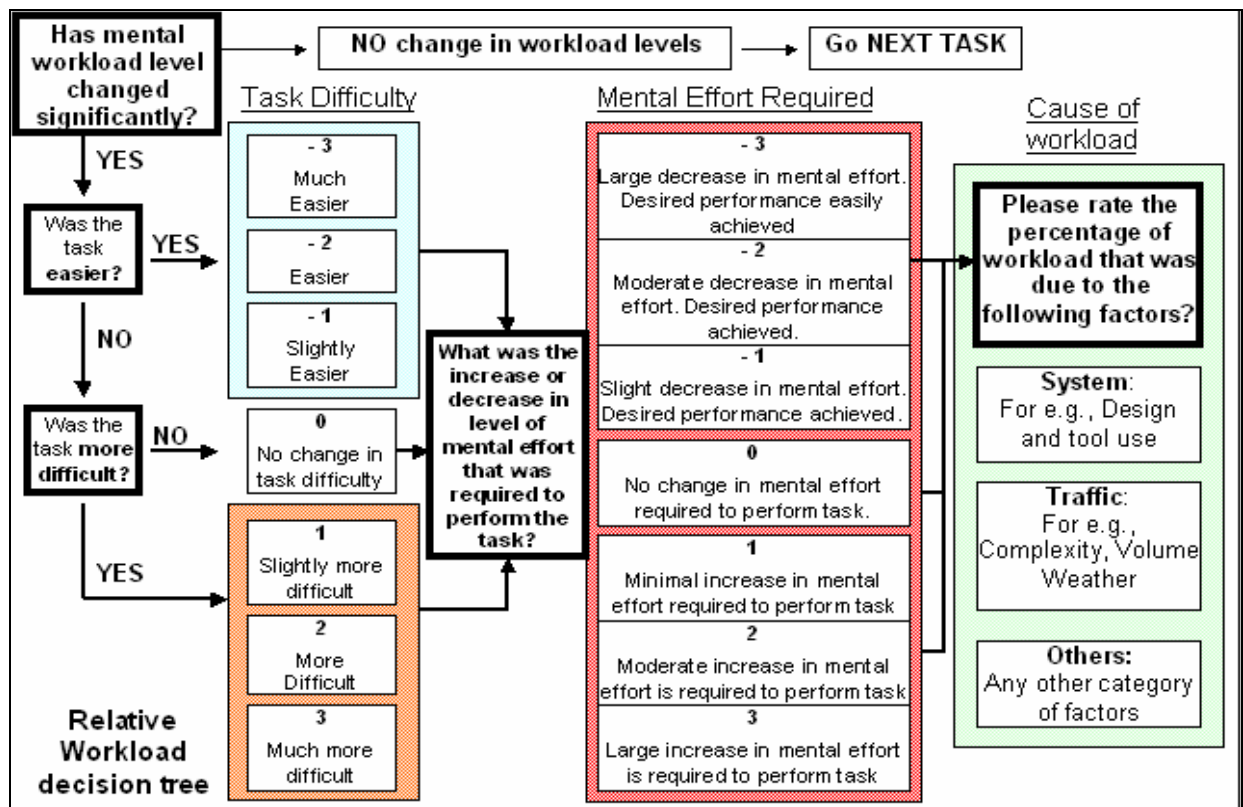 Has mental
workload level
changed
significantly?
NO change in workload levels
Go NEXT TASK
YES
Was the
task
easier?
YES
NO
Was the
task more
difficult?
NO
YES
Relative
Workload
decision tree
Task Difficulty
- 3
Much
Easier
- 2
Easier
- 1
Slightly
Easier
0
No change in
task difficulty
1
Slightly more
difficult
2
More
Difficult
3
Much more
difficult
What was the
increase or
decrease in
level of
mental effort
that was
required to
perform the
task?
Mental Effort Required
- 3
Large decrease in mental effort.
Desired performance easily
achieved
- 2
Moderate decrease in mental
effort. Desired performance
achieved.
- 1
Slight decrease in mental effort.
Desired performance achieved.
0
No change in mental effort
required to perform task.
1
Minimal increase in mental
effort required to perform task
2
Moderate increase in mental
effort is required to perform task
3
Large increase in mental effort
is required to perform task
Cause of
workload
Please rate the
percentage of
workload that was
due to the
following factors?
System:
For e.g., Design
and tool use
Traffic:
For e.g.,
Complexity, Volume
Weather
Others:
Any other category
of factors